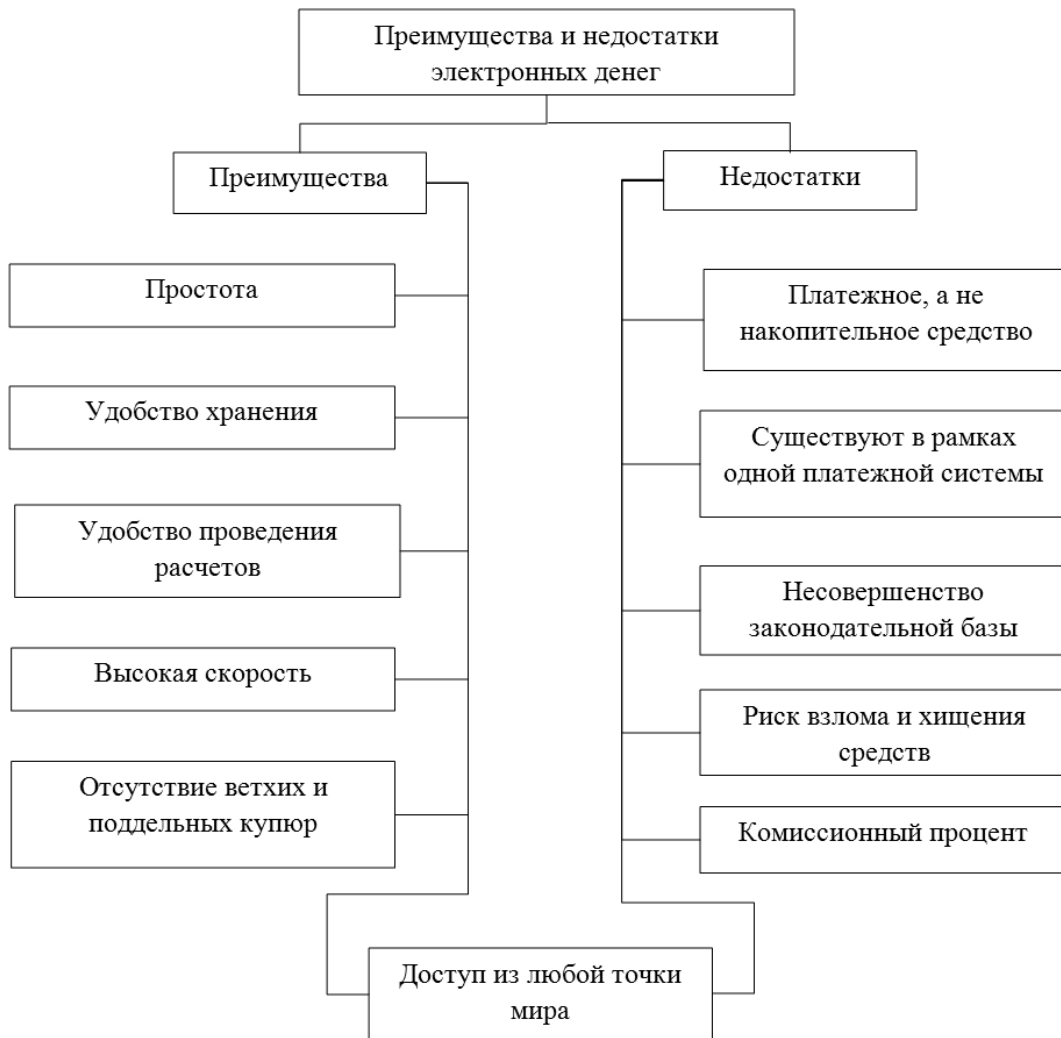 Преимущества и недостатки
электронных денег
Преимущества
Недостатки
Простота
Удобство хранения
Удобство проведения
расчетов
Высокая скорость
Отсутствие ветхих и
поддельных купюр
Платежное, а не
накопительное средство
Существуют в рамках
одной платежной системы
Несовершенство
законодательной базы
Риск взлома и хищения
средств
Комиссионный процент
Доступ из любой точки
мира